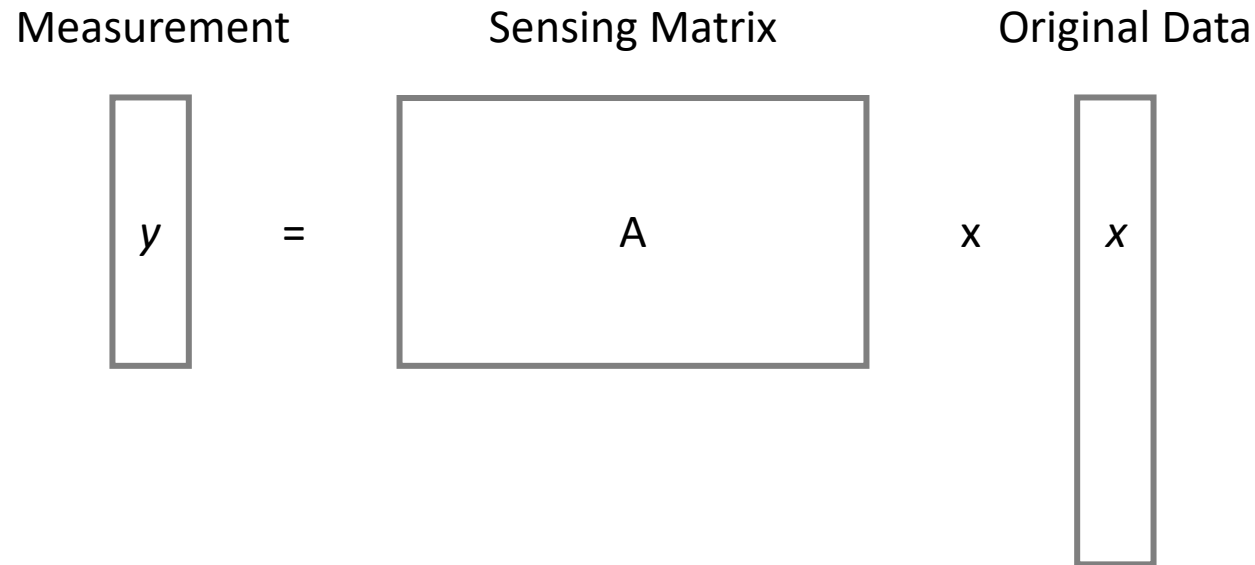 Measurement Sensing Matrix Original Data
y = A x x